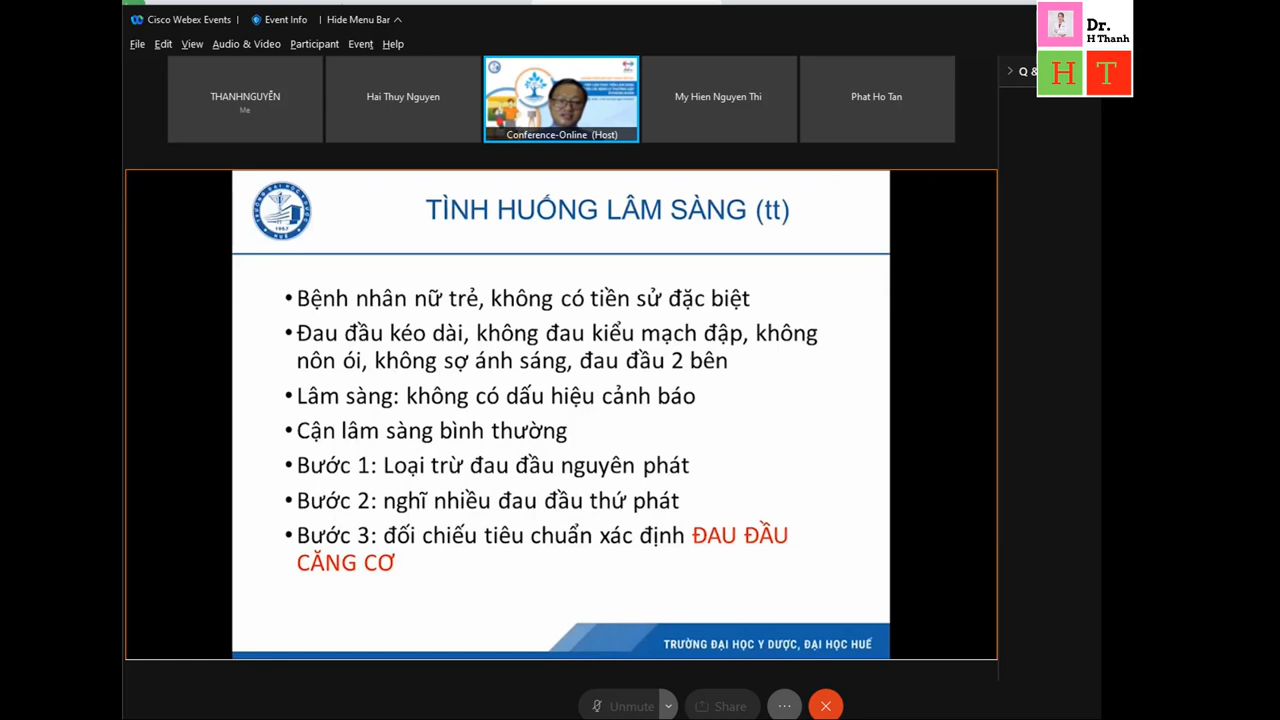 Cisco Webex Events
Event Info
Hide Menu Bar
Dr.
H Thanh
H T
File Edit View Audio & Video Participant Event Help
Q &
THANHNGUYỄN
Me
Hai Thuy Nguyen
Conference-Online (Host)
My Hien Nguyen Thi
Phat Ho Tan
TÌNH HUỐNG LÂM SÀNG (tt)
•Bệnh nhân nữ trẻ, không có tiền sử đặc biệt
•Đau đầu kéo dài, không đau kiểu mạch đập, không
nôn ói, không sợ ánh sáng, đau đầu 2 bên
•Lâm sàng: không có dấu hiệu cảnh báo
•Cận lâm sàng bình thường
•Bước 1: Loại trừ đau đầu nguyên phát
•Bước 2: nghĩ nhiều đau đầu thứ phát
•Bước 3: đối chiếu tiêu chuẩn xác định ĐAU ĐẦU
CĂNG CƠ
TRƯỜNG ĐẠI HỌC Y DƯỢC, ĐẠI HỌC HUẾ
Unmute
Share